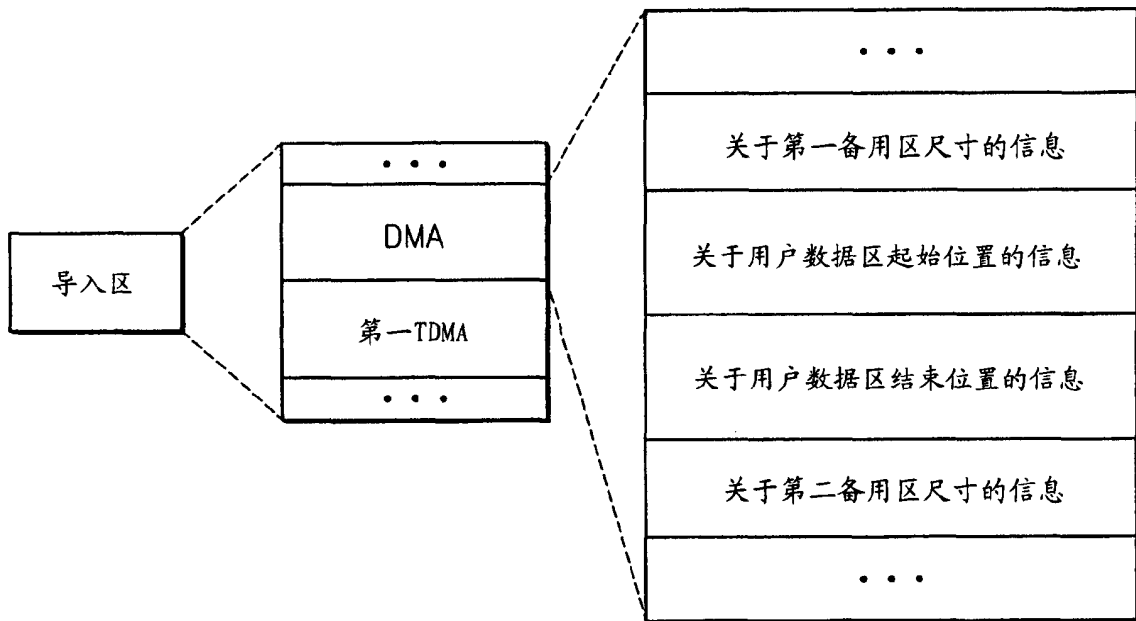 导入区
• • •
DMA
第一TDMA
• • •
• • •
关于第一备用区尺寸的信息
关于用户数据区起始位置的信息
关于用户数据区结束位置的信息
关于第二备用区尺寸的信息
• • •